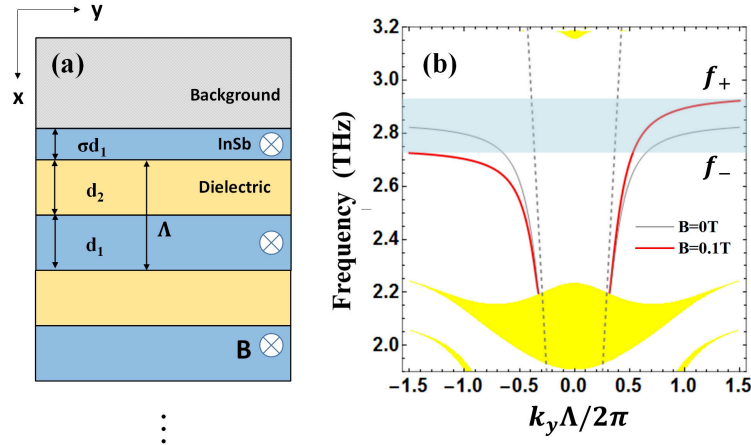 y
x
(a)
Background
σd₁
InSb
d₂
Dielectric
Λ
d₁
B
(b)
Frequency (THz)
3.2
3.0
2.8
2.6
2.4
2.2
2.0
f₊
f₋
B=0T
B=0.1T
-1.5 -1.0 -0.5 0.0 0.5 1.0 1.5
k_yΛ/2π